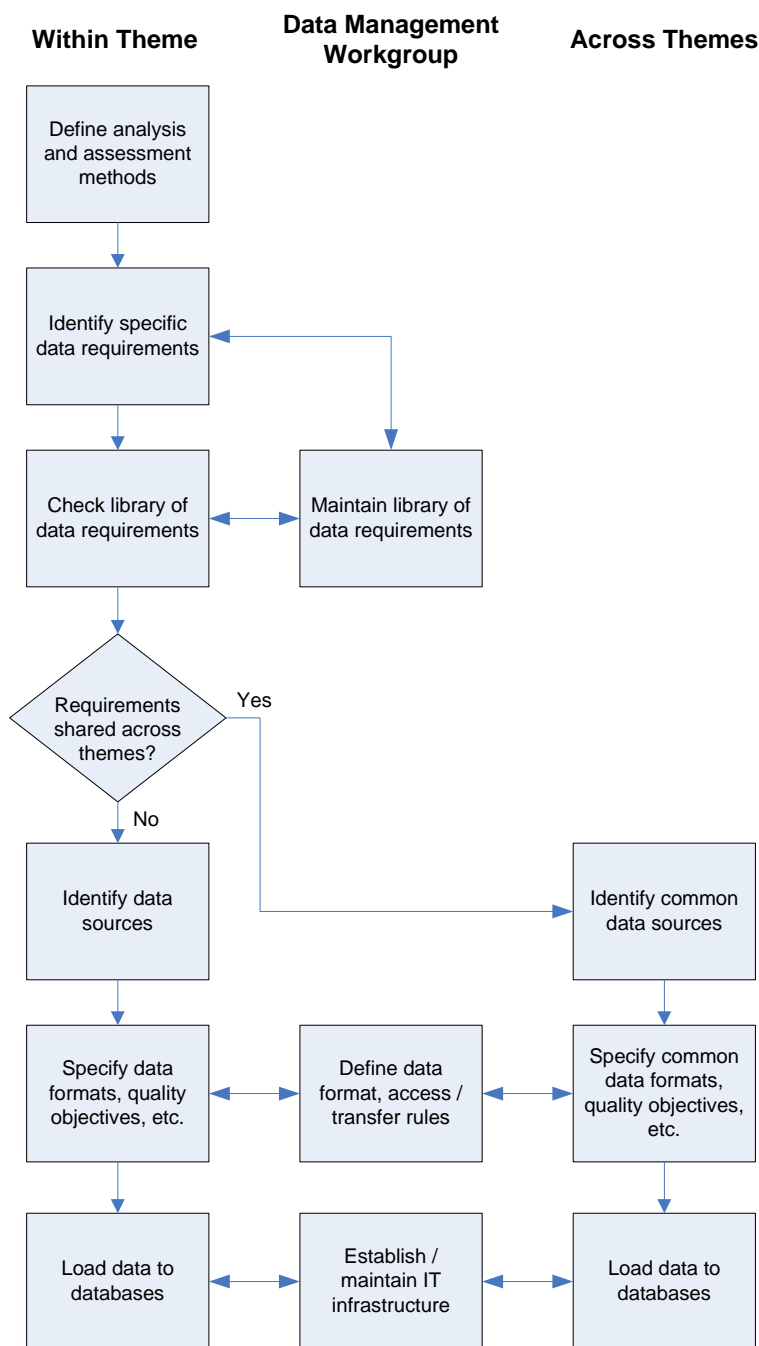 Within Theme
Data Management
Workgroup
Across Themes
Define analysis
and assessment
methods
Identify specific
data requirements
Check library of
data requirements
Maintain library of
data requirements
Requirements
shared across
themes?
Yes
No
Identify data
sources
Identify common
data sources
Specify data
formats, quality
objectives, etc.
Define data
format, access /
transfer rules
Specify common
data formats,
quality objectives,
etc.
Load data to
databases
Establish /
maintain IT
infrastructure
Load data to
databases